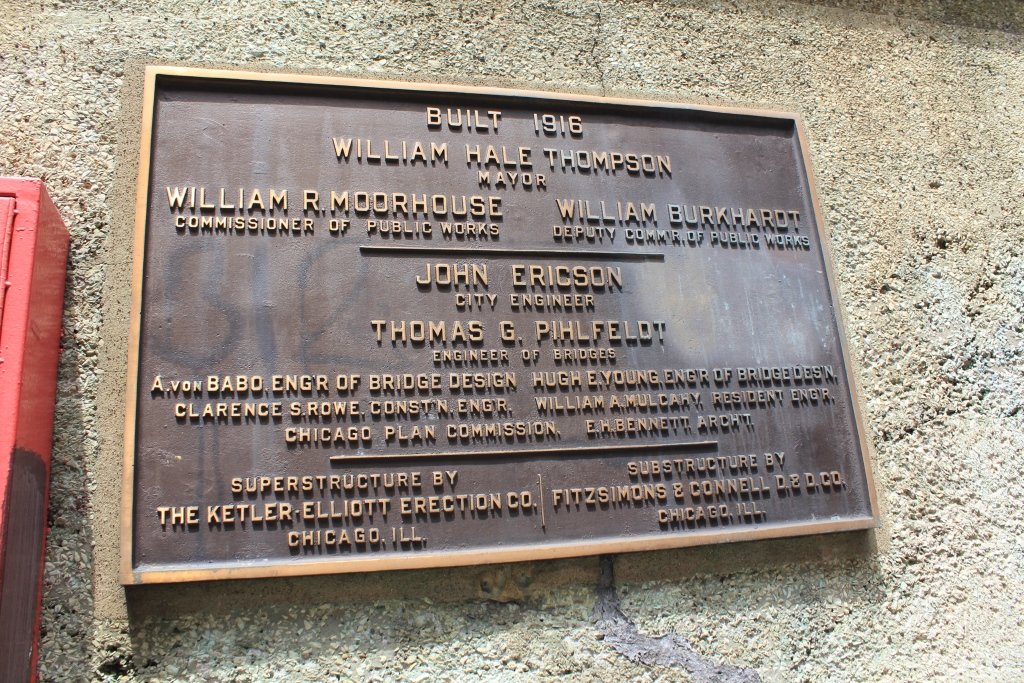 BUILT 1916
WILLIAM HALE THOMPSON
MAYOR
WILLIAM R. MOORHOUSE
COMMISSIONER OF PUBLIC WORKS
WILLIAM BURKHARDT
DEPUTY COMM'R. OF PUBLIC WORKS
JOHN ERICSON
CITY ENGINEER
THOMAS G. PIHLFELDT
ENGINEER OF BRIDGES
A. VON BABO, ENG'R OF BRIDGE DESIGN HUGH E. YOUNG, ENG'R OF BRIDGE DES'N.
CLARENCE S. ROWE, CONST'N. ENGR. WILLIAM A. MULCAHY, RESIDENT ENG'R.
CHICAGO PLAN COMMISSION. E.H. BENNETT, ARCH'T.
SUPERSTRUCTURE BY
THE KETLER-ELLIOTT ERECTION CO.
CHICAGO, ILL.
SUBSTRUCTURE BY
FITZSIMONS & CONNELL D. & D. CO.
CHICAGO, ILL.